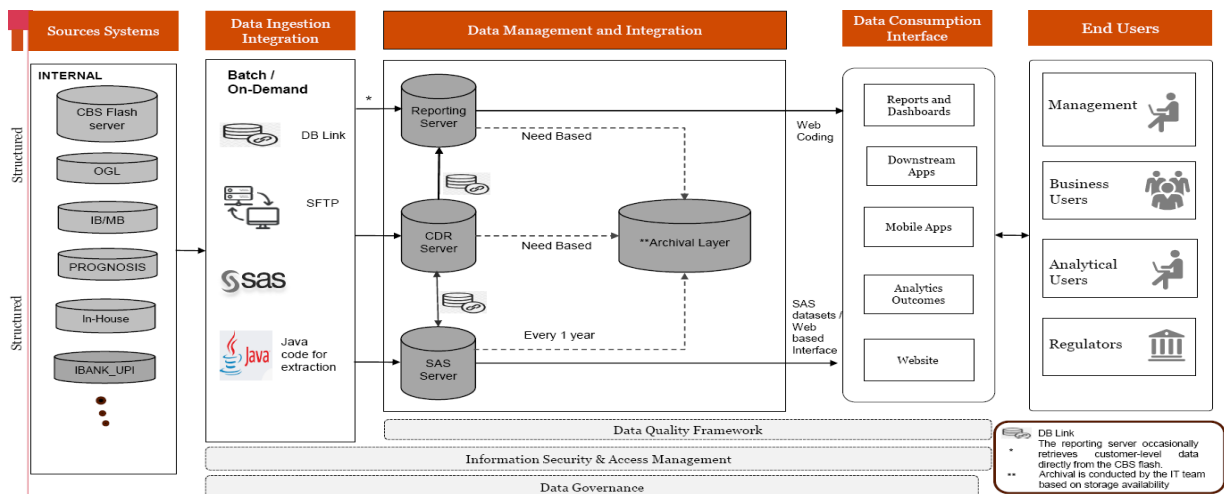 Sources Systems
Data Ingestion
Integration
Data Management and Integration
Data Consumption
Interface
End Users
Structured
Structured
INTERNAL
CBS Flash
server
OGL
IB/MB
PROGNOSIS
In-House
IBANK_UPI
Batch /
On-Demand
DB Link
SFTP
sas
Java
Java
code for
extraction
*
Reporting
Server
Need Based
CDR
Server
Need Based
**Archival Layer
Every 1 year
SAS
Server
Web
Coding
SAS
datasets /
Web
based
Interface
Reports and
Dashboards
Downstream
Apps
Mobile Apps
Analytics
Outcomes
Website
Management
Business
Users
Analytical
Users
Regulators
Data Quality Framework
Information Security & Access Management
Data Governance
DB Link
* The reporting server occasionally
retrieves customer-level data
directly from the CBS flash.
** Archival is conducted by the IT team
based on storage availability